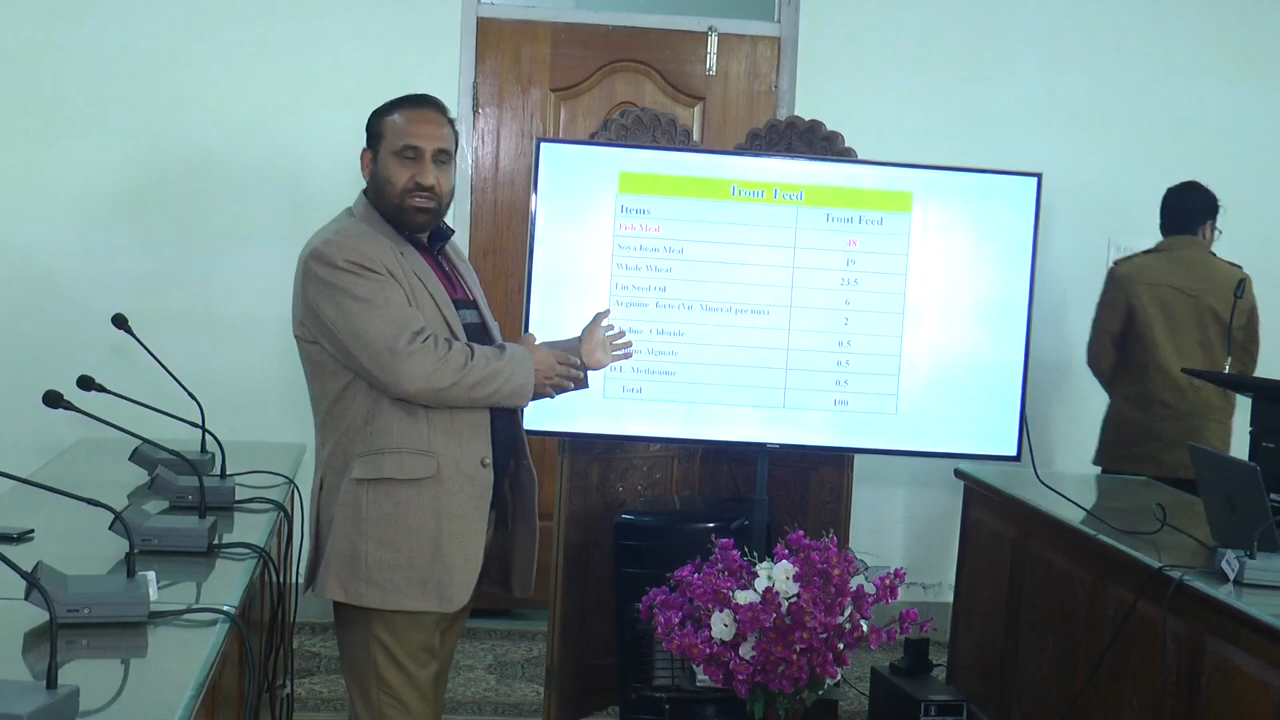 Trout Feed
Items Trout Feed
Fish Meal 48
Soya bean Meal 19
Whole Wheat 23.5
Lin Seed Oil 6
Arginine forte (Vit. Mineral pre mix) 2
Chloride 0.5
Alginate 0.5
D.L. Methionine 0.5
Total 100